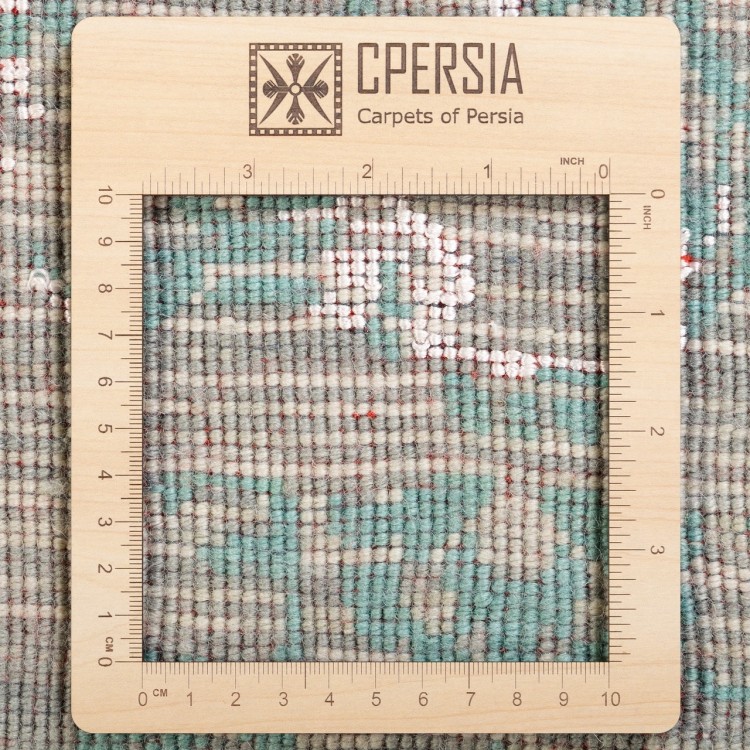 CPERSIA
Carpets of Persia
INCH
3 2 1 0
10 0
INCH
9
8
1
7
6
5 2
4
3 3
2
1
CM
0
0 CM 1 2 3 4 5 6 7 8 9 10